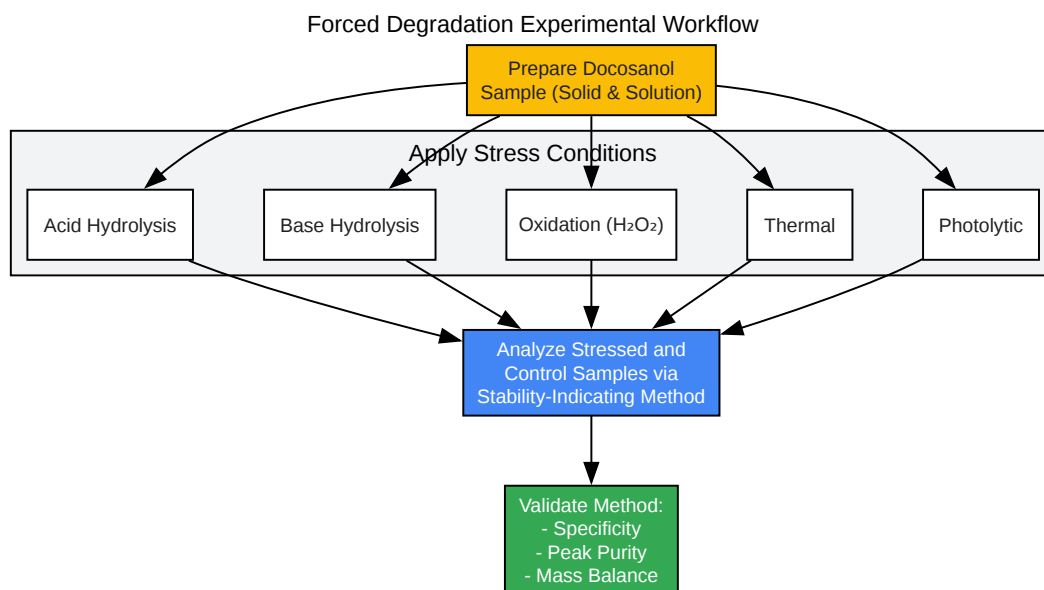 Forced Degradation Experimental Workflow
Prepare Docosanol
Sample (Solid & Solution)
Apply Stress Conditions
Acid Hydrolysis
Base Hydrolysis
Oxidation (H₂O₂)
Thermal
Photolytic
Analyze Stressed and
Control Samples via
Stability-Indicating Method
Validate Method:
- Specificity
- Peak Purity
- Mass Balance